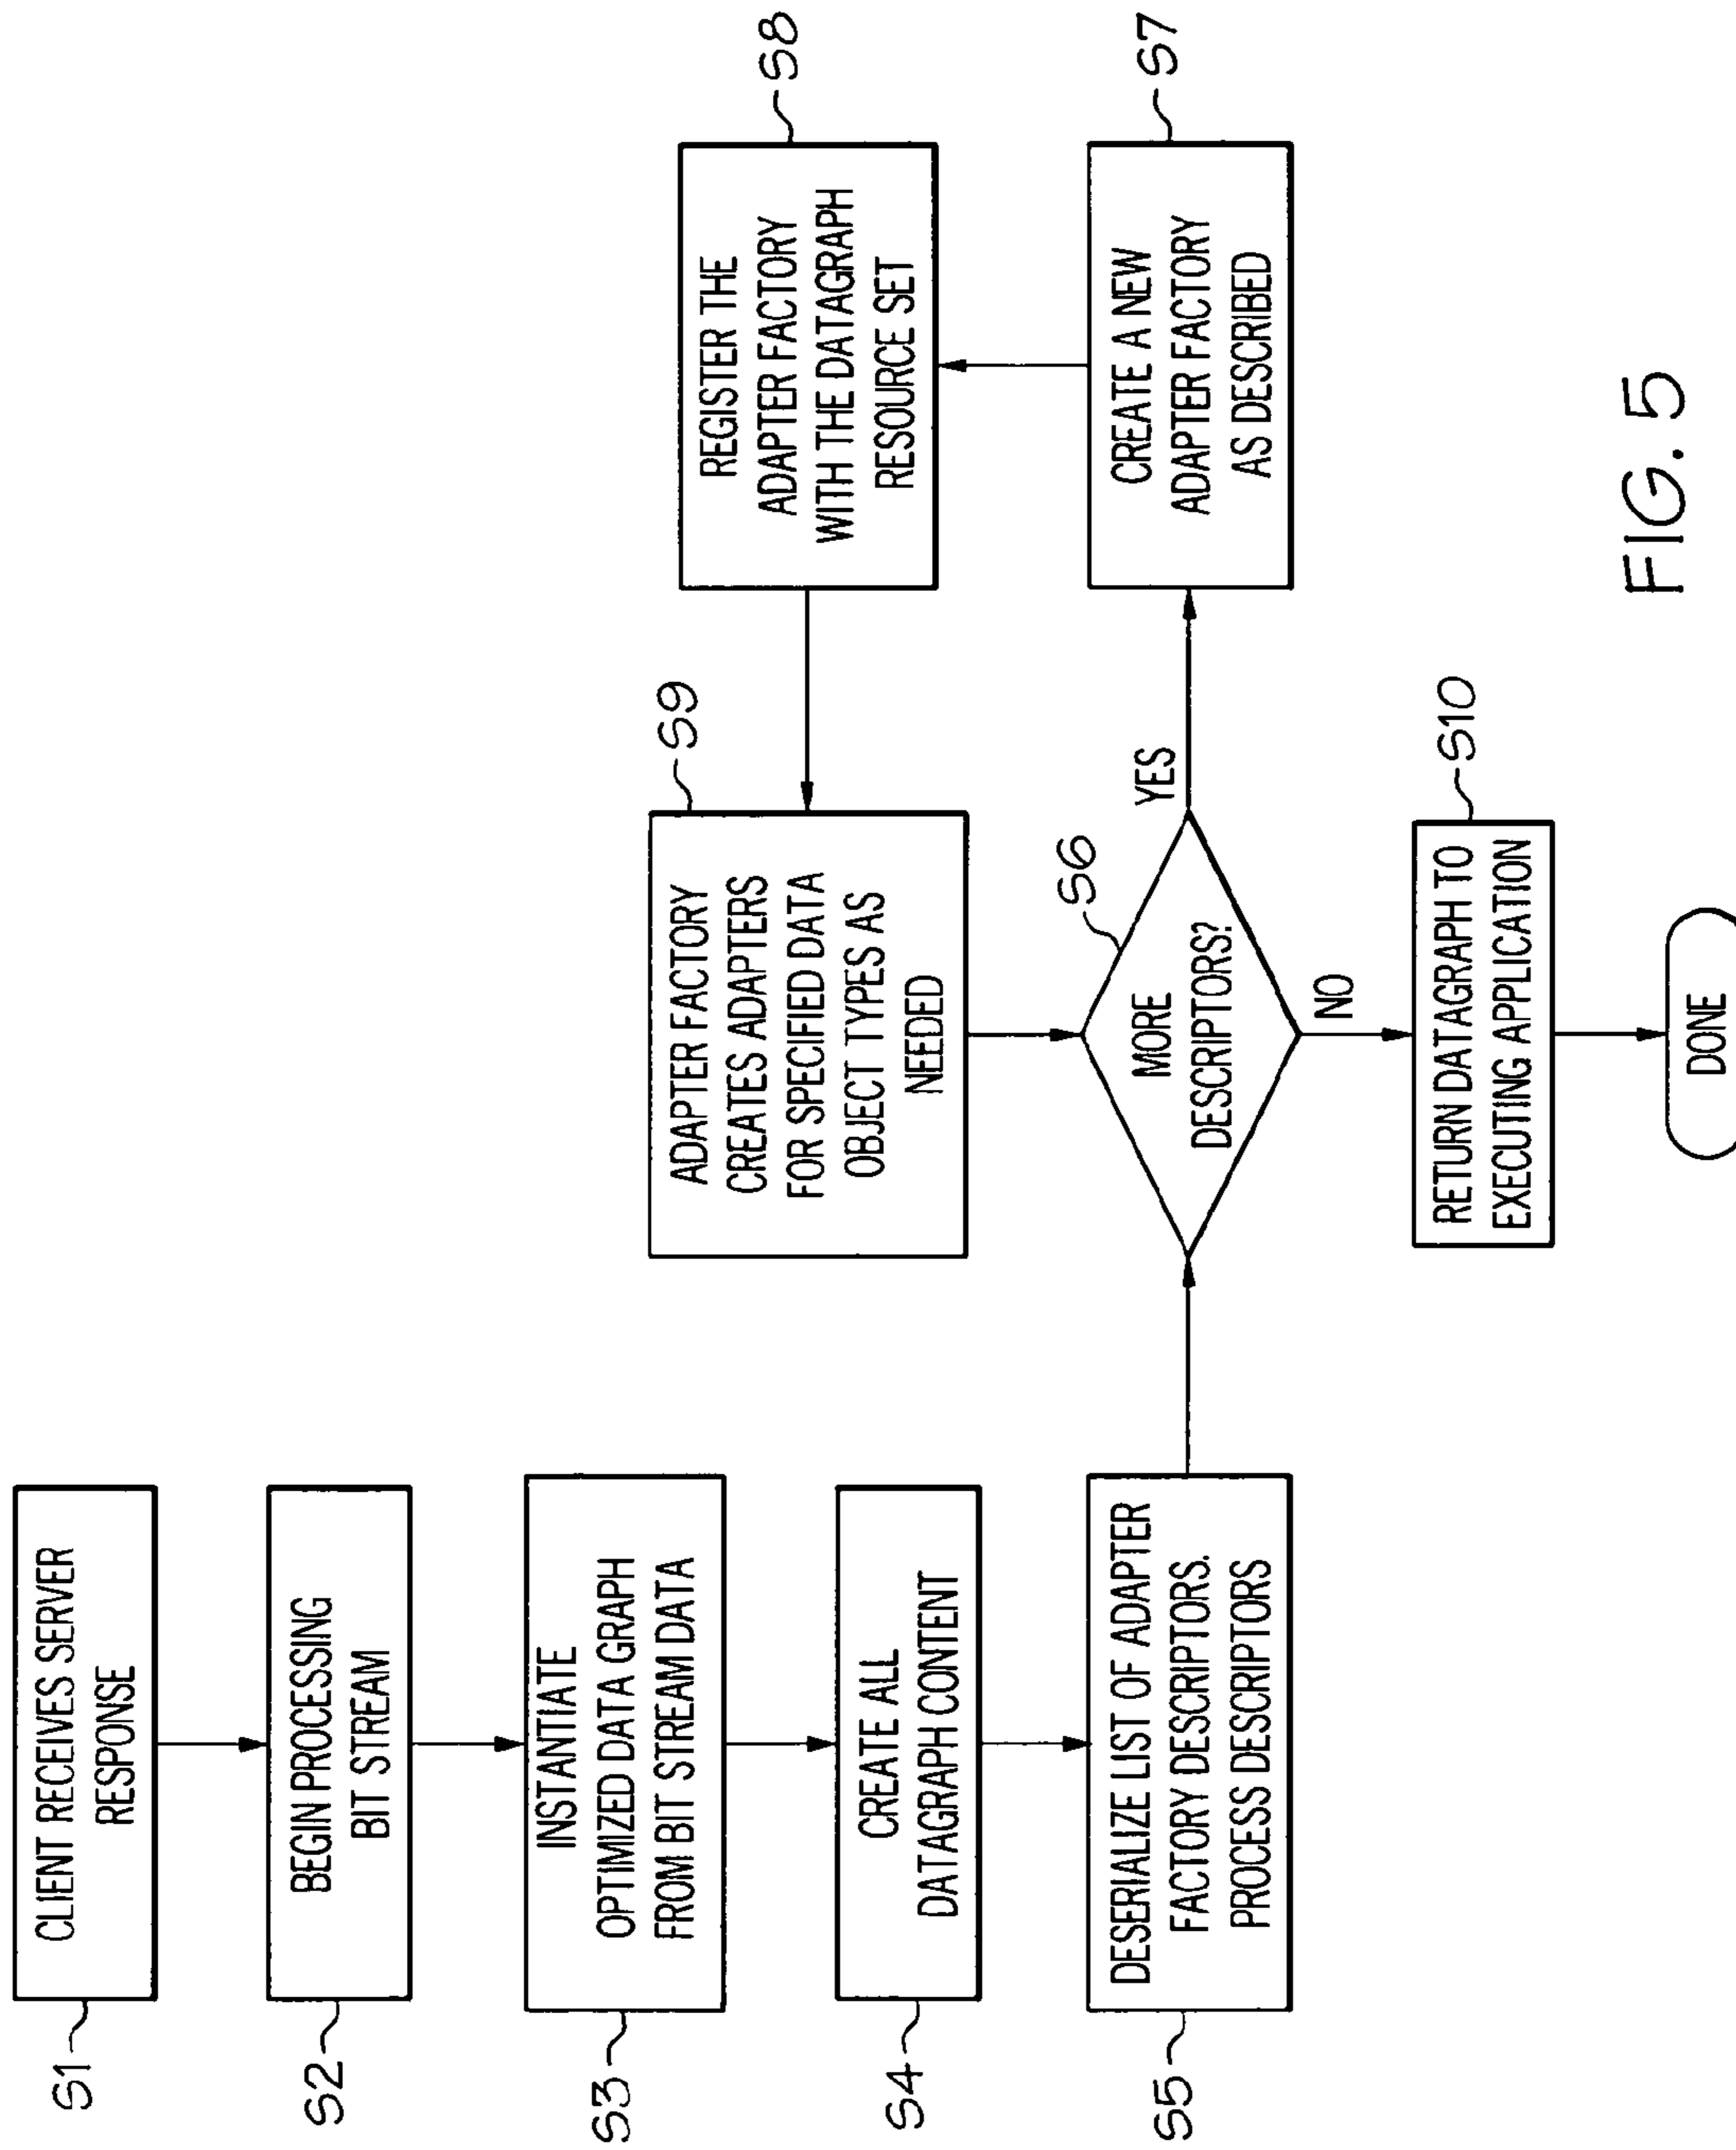 S1
CLIENT RECEIVES SERVER
RESPONSE
S2
BEGIN PROCESSING
BIT STREAM
S3
INSTANTIATE
OPTIMIZED DATA GRAPH
FROM BIT STREAM DATA
S4
CREATE ALL
DATAGRAPH CONTENT
S5
DESERIALIZE LIST OF ADAPTER
FACTORY DESCRIPTORS.
PROCESS DESCRIPTORS
S6
MORE
DESCRIPTORS?
YES
NO
S7
CREATE A NEW
ADAPTER FACTORY
AS DESCRIBED
S8
REGISTER THE
ADAPTER FACTORY
WITH THE DATAGRAPH
RESOURCE SET
S9
ADAPTER FACTORY
CREATES ADAPTERS
FOR SPECIFIED DATA
OBJECT TYPES AS
NEEDED
S10
RETURN DATAGRAPH TO
EXECUTING APPLICATION
DONE
FIG. 5